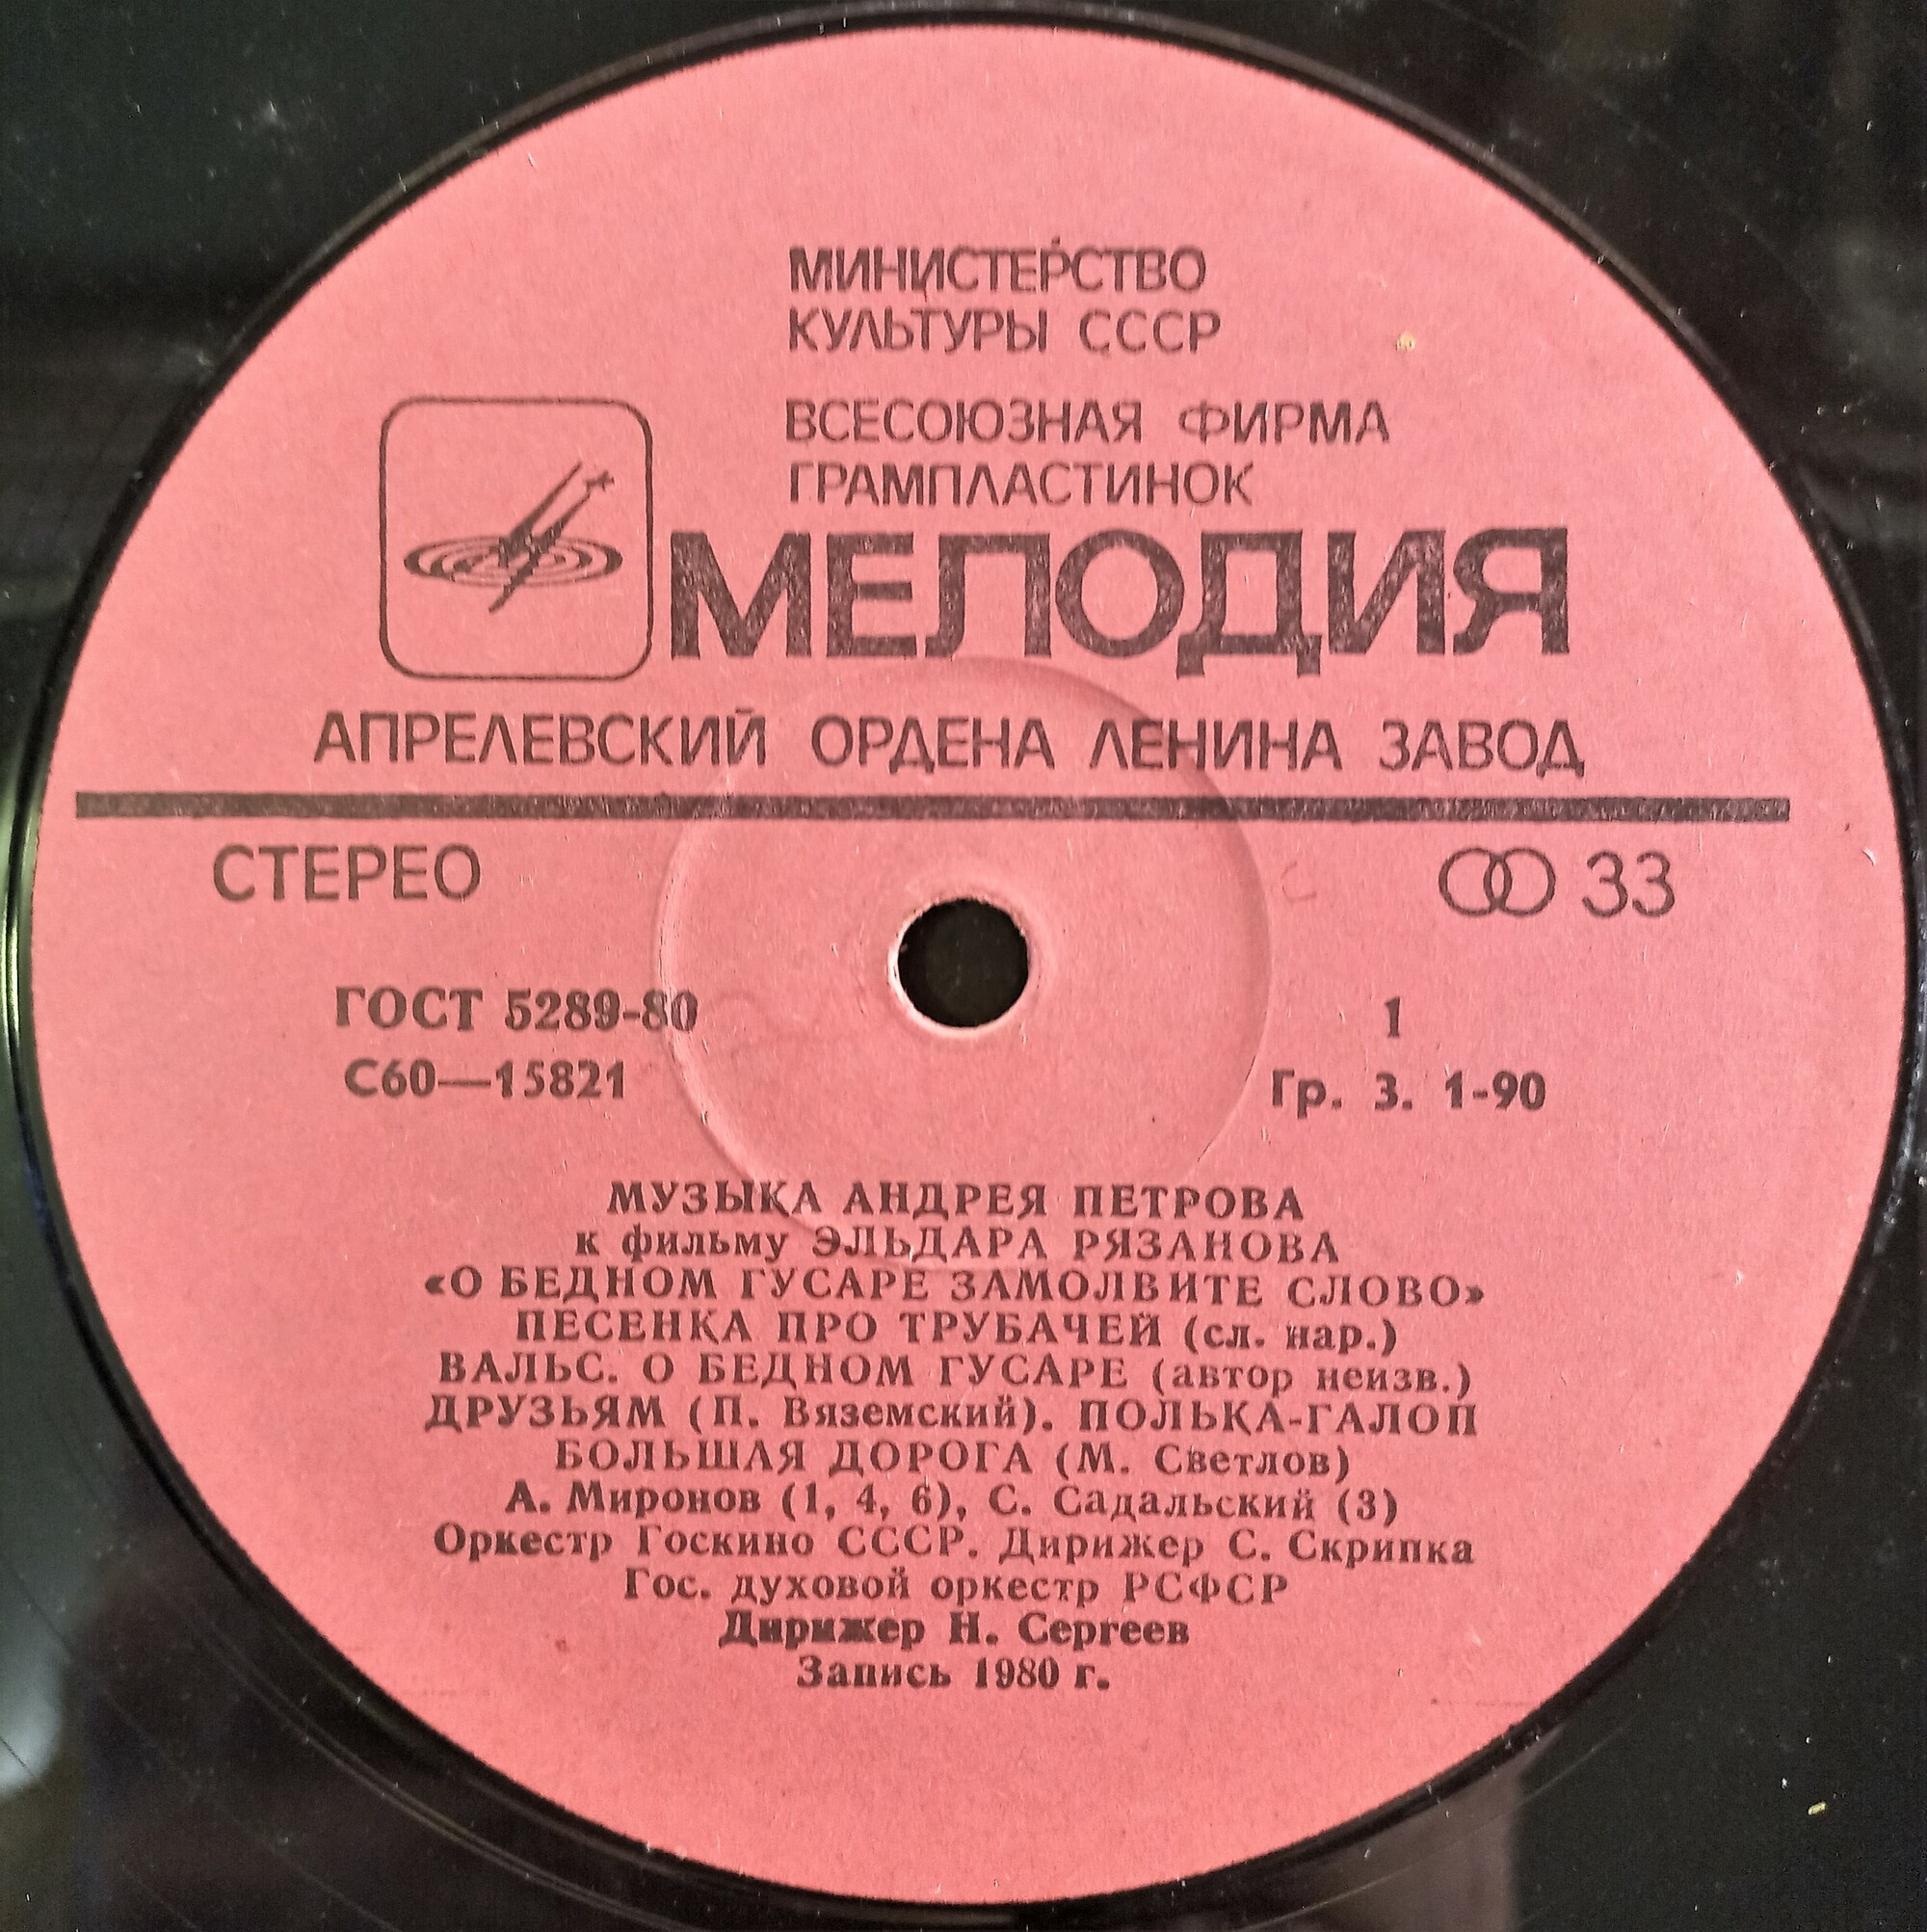 МИНИСТЕРСТВО
КУЛЬТУРЫ СССР
ВСЕСОЮЗНАЯ ФИРМА
ГРАМПЛАСТИНОК
МЕЛОДИЯ
АПРЕЛЕВСКИЙ ОРДЕНА ЛЕНИНА ЗАВОД
СТЕРЕО 33
ГОСТ 5289-80 1
С60—15821 Гр. 3. 1-90
МУЗЫКА АНДРЕЯ ПЕТРОВА
к фильму ЭЛЬДАРА РЯЗАНОВА
«О БЕДНОМ ГУСАРЕ ЗАМОЛВИТЕ СЛОВО»
ПЕСЕНКА ПРО ТРУБАЧЕЙ (сл. нар.)
ВАЛЬС. О БЕДНОМ ГУСАРЕ (автор неизв.)
ДРУЗЬЯМ (П. Вяземский). ПОЛЬКА-ГАЛОП
БОЛЬШАЯ ДОРОГА (М. Светлов)
А. Миронов (1, 4, 6), С. Садальский (3)
Оркестр Госкино СССР. Дирижер С. Скрипка
Гос. духовой оркестр РСФСР
Дирижер Н. Сергеев
Запись 1980 г.